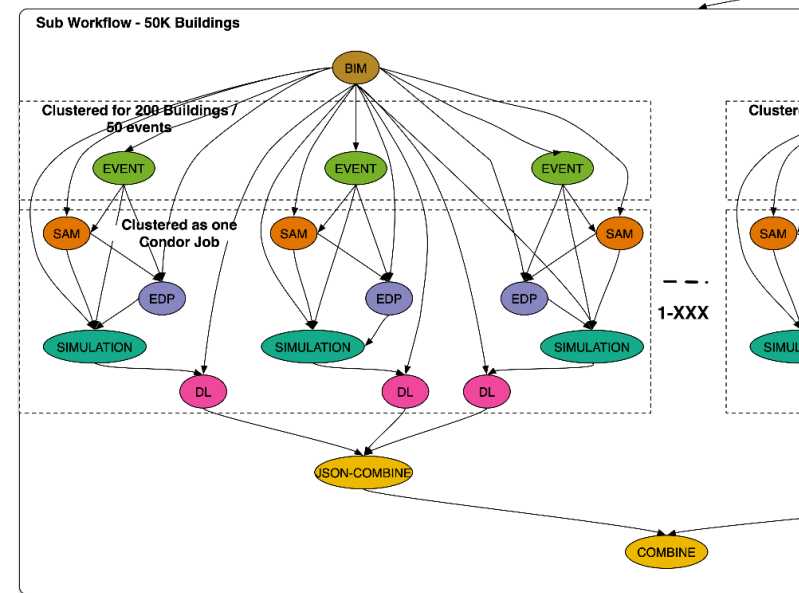 Sub Workflow - 50K Buildings
BIM
Clustered for 200 Buildings /
50 events
Cluster
EVENT
EVENT
EVENT
SAM
Clustered as one
Condor Job
SAM
SAM
SAM
EDP
EDP
EDP
1-XXX
SIMULATION
SIMULATION
SIMULATION
SIMUL
DL
DL
DL
JSON-COMBINE
COMBINE